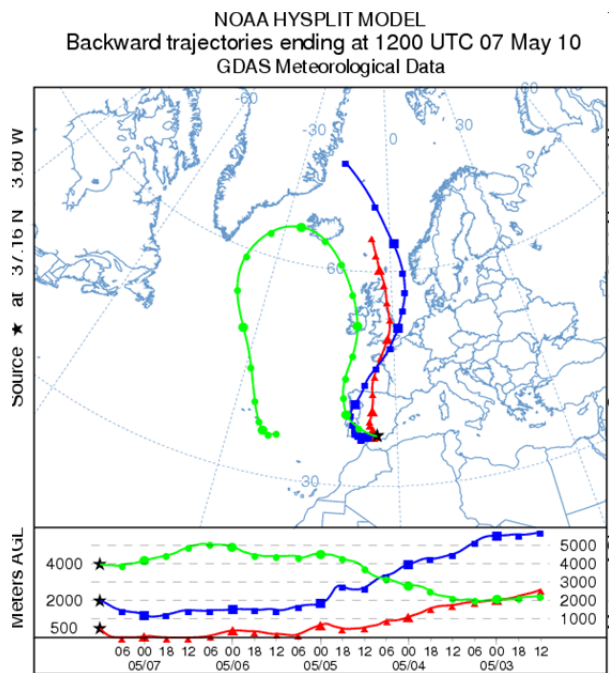 NOAA HYSPLIT MODEL
Backward trajectories ending at 1200 UTC 07 May 10
GDAS Meteorological Data
Source ★ at 37.16 N 3.60 W
-60
-30
0
30
60
60
30
Meters AGL
4000
2000
500
5000
4000
3000
2000
1000
06 00 18 12 06 00 18 12 06 00 18 12 06 00 18 12 06 00 18 12
05/07 05/06 05/05 05/04 05/03